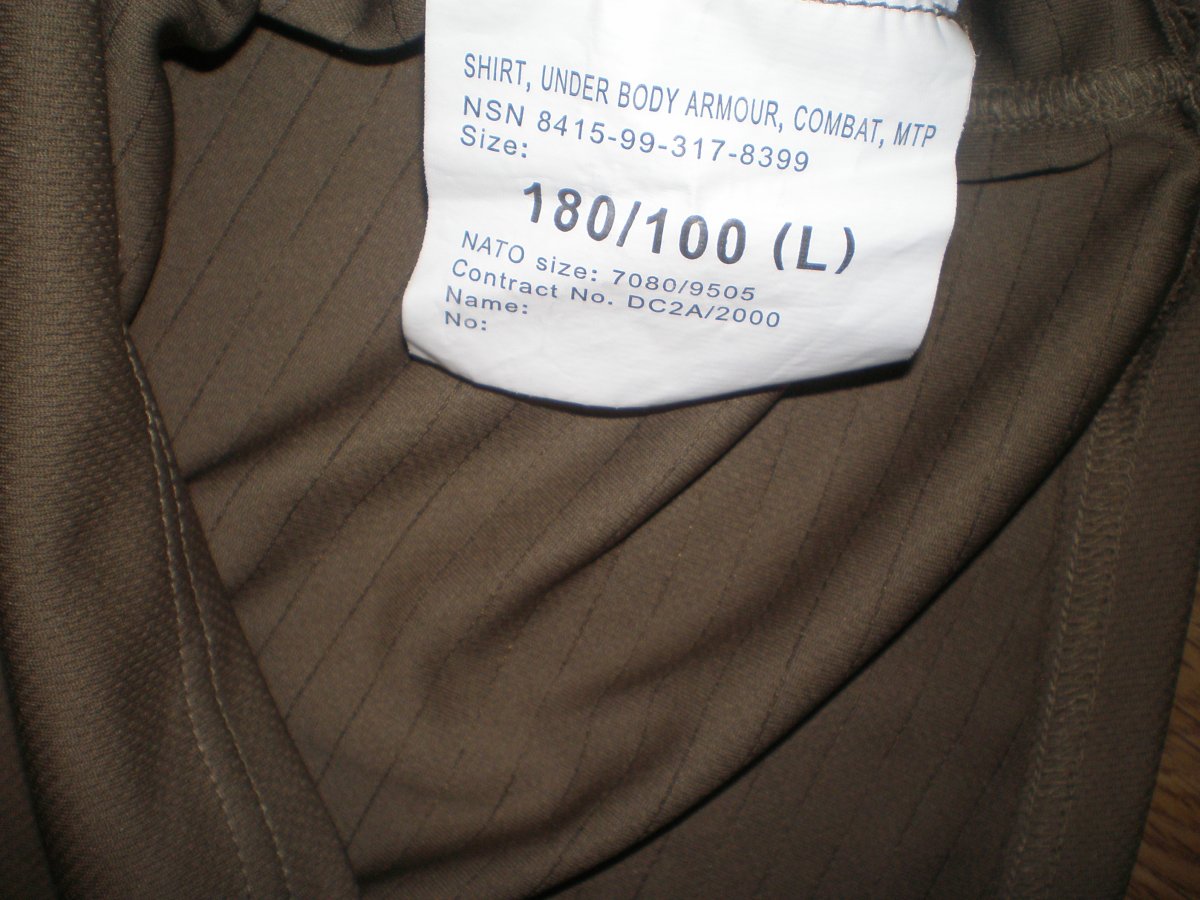 SHIRT, UNDER BODY ARMOUR, COMBAT, MTP
NSN 8415-99-317-8399
Size:
180/100 (L)
NATO size: 7080/9505
Contract No. DC2A/2000
Name:
No: